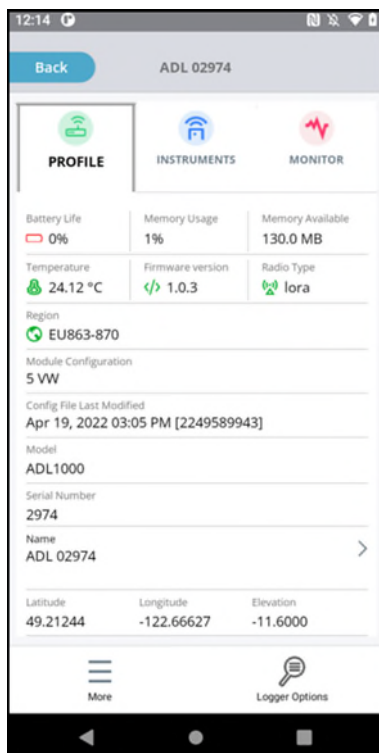 12:14
Back ADL 02974
PROFILE INSTRUMENTS MONITOR
Battery Life Memory Usage Memory Available
0% 1% 130.0 MB
Temperature Firmware version Radio Type
24.12 °C </> 1.0.3 lora
Region
EU863-870
Module Configuration
5 VW
Config File Last Modified
Apr 19, 2022 03:05 PM [2249589943]
Model
ADL1000
Serial Number
2974
Name
ADL 02974
Latitude Longitude Elevation
49.21244 -122.66627 -11.6000
More Logger Options